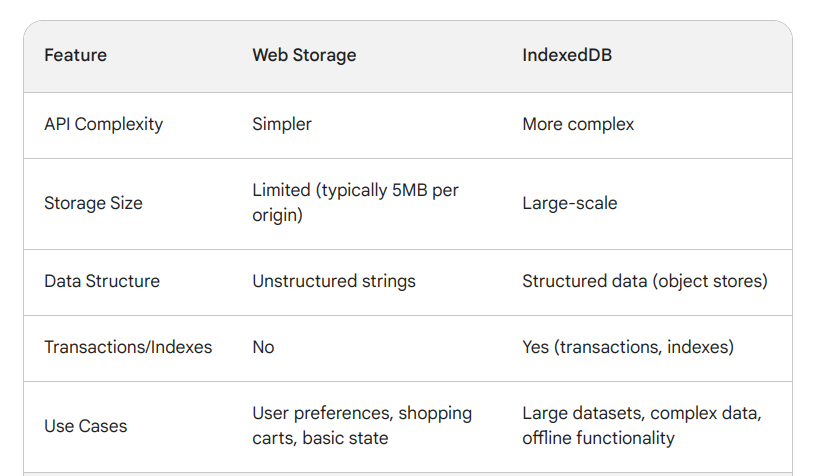 Feature Web Storage IndexedDB
API Complexity Simpler More complex
Storage Size Limited (typically 5MB per
origin) Large-scale
Data Structure Unstructured strings Structured data (object stores)
Transactions/Indexes No Yes (transactions, indexes)
Use Cases User preferences, shopping
carts, basic state Large datasets, complex data,
offline functionality